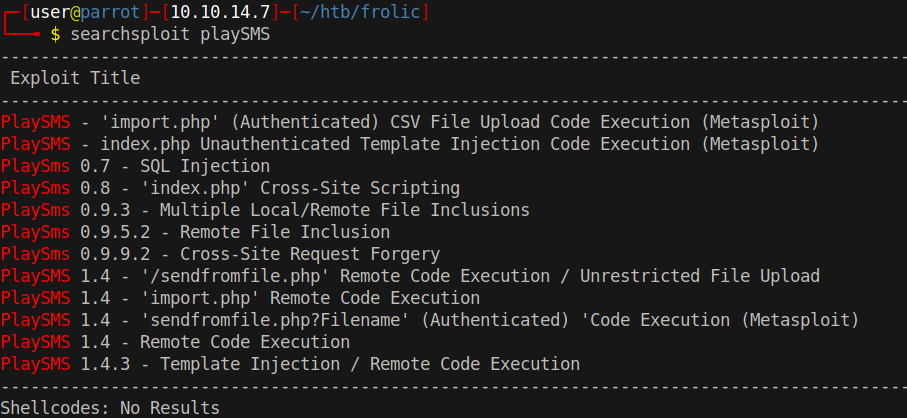 ┌─[user@parrot]─[10.10.14.7]─[~/htb/frolic]
└──╼ $ searchsploit playSMS
------------------------------------------------------------------------------------------
 Exploit Title
------------------------------------------------------------------------------------------
PlaySMS - 'import.php' (Authenticated) CSV File Upload Code Execution (Metasploit)
PlaySMS - index.php Unauthenticated Template Injection Code Execution (Metasploit)
PlaySms 0.7 - SQL Injection
PlaySms 0.8 - 'index.php' Cross-Site Scripting
PlaySms 0.9.3 - Multiple Local/Remote File Inclusions
PlaySms 0.9.5.2 - Remote File Inclusion
PlaySms 0.9.9.2 - Cross-Site Request Forgery
PlaySMS 1.4 - '/sendfromfile.php' Remote Code Execution / Unrestricted File Upload
PlaySMS 1.4 - 'import.php' Remote Code Execution
PlaySMS 1.4 - 'sendfromfile.php?Filename' (Authenticated) 'Code Execution (Metasploit)
PlaySMS 1.4 - Remote Code Execution
PlaySMS 1.4.3 - Template Injection / Remote Code Execution
------------------------------------------------------------------------------------------
Shellcodes: No Results